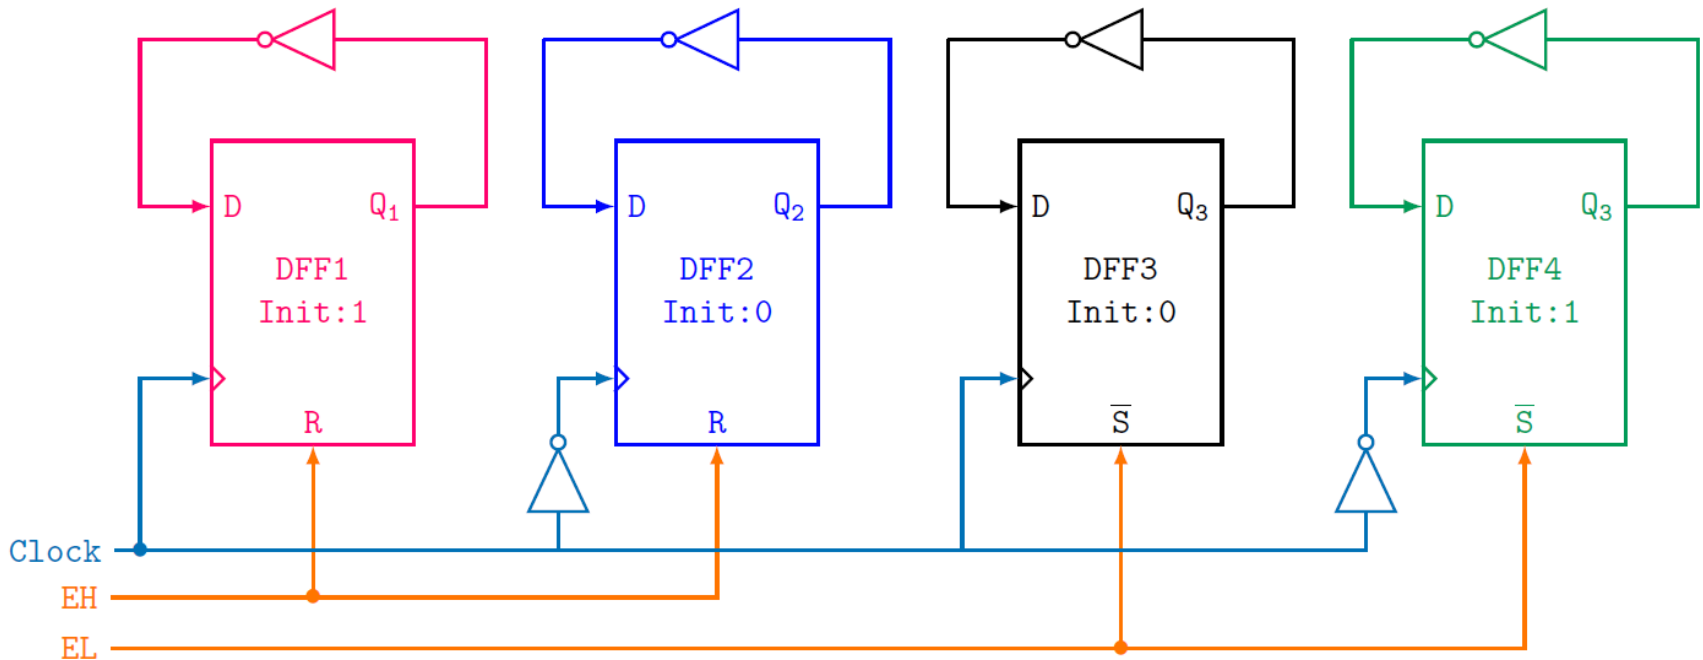 D Q₁
DFF1
Init:1
R
D Q₂
DFF2
Init:0
R
D Q₃
DFF3
Init:0
S̅
D Q₃
DFF4
Init:1
S̅
Clock
EH
EL